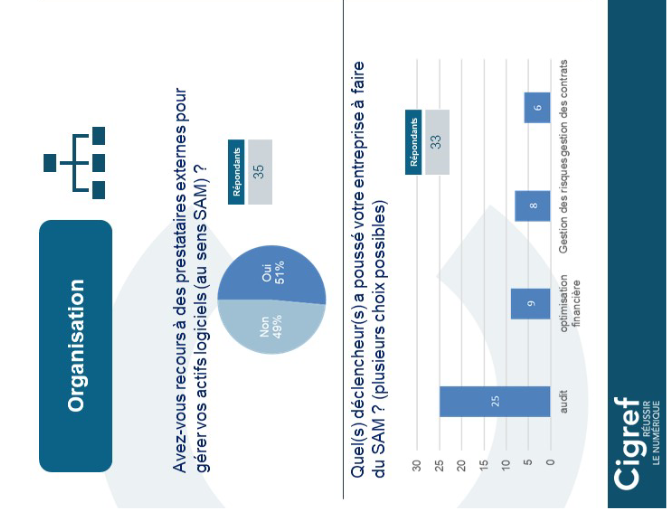 Organisation
Avez-vous recours à des prestataires externes pour
gérer vos actifs logiciels (au sens SAM) ?
Répondants
35
Non
49%
Oui
51%
Quel(s) déclencheur(s) a poussé votre entreprise à faire
du SAM ? (plusieurs choix possibles)
Répondants
33
30
25
20
15
10
5
0
25
9
8
6
audit
optimisation
financière
Gestion des risques
gestion des contrats
Cigref
RÉUSSIR
LE NUMÉRIQUE